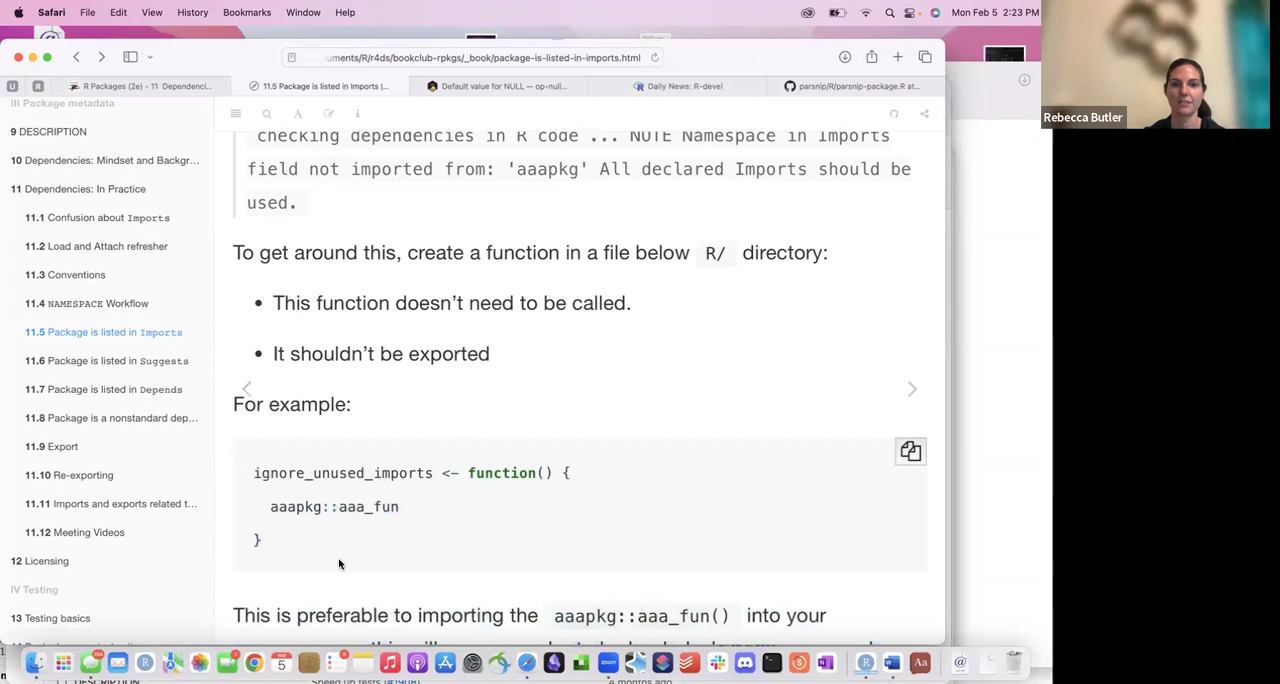 Safari File Edit View History Bookmarks Window Help
Mon Feb 5 2:23 PM
uments/R/r4ds/bookclub-rpkgs/_book/package-is-listed-in-imports.html
R Packages (2e) - 11 Dependenci...
11.5 Package is listed in Imports |...
Default value for NULL — op-null...
Daily News: R-devel
parsnip/parsnip-package.R at...
Rebecca Butler
III Package metadata
9 DESCRIPTION
10 Dependencies: Mindset and Backgr...
11 Dependencies: In Practice
11.1 Confusion about Imports
11.2 Load and Attach refresher
11.3 Conventions
11.4 NAMESPACE Workflow
11.5 Package is listed in Imports
11.6 Package is listed in Suggests
11.7 Package is listed in Depends
11.8 Package is a nonstandard dep...
11.9 Export
11.10 Re-exporting
11.11 Imports and exports related t...
11.12 Meeting Videos
12 Licensing
IV Testing
13 Testing basics
checking dependencies in R code ... NOTE Namespace in Imports
field not imported from: 'aaapkg' All declared Imports should be
used.
To get around this, create a function in a file below R/ directory:
• This function doesn't need to be called.
• It shouldn't be exported
For example:
ignore_unused_imports <- function() {
aaapkg::aaa_fun
}
This is preferable to importing the aaapkg::aaa_fun() into your